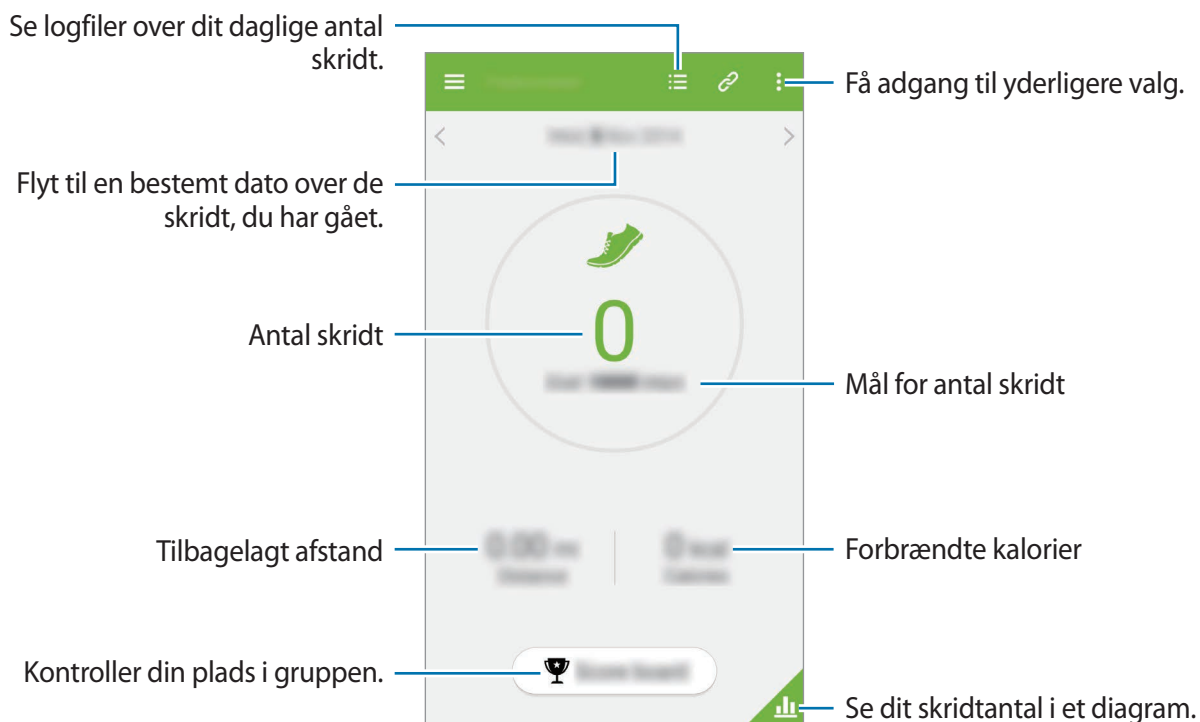 Se logfiler over dit daglige antal
skridt.
Få adgang til yderligere valg.
Flyt til en bestemt dato over de
skridt, du har gået.
Antal skridt
0
Mål for antal skridt
Tilbagelagt afstand
Forbrændte kalorier
Kontroller din plads i gruppen.
Se dit skridtantal i et diagram.